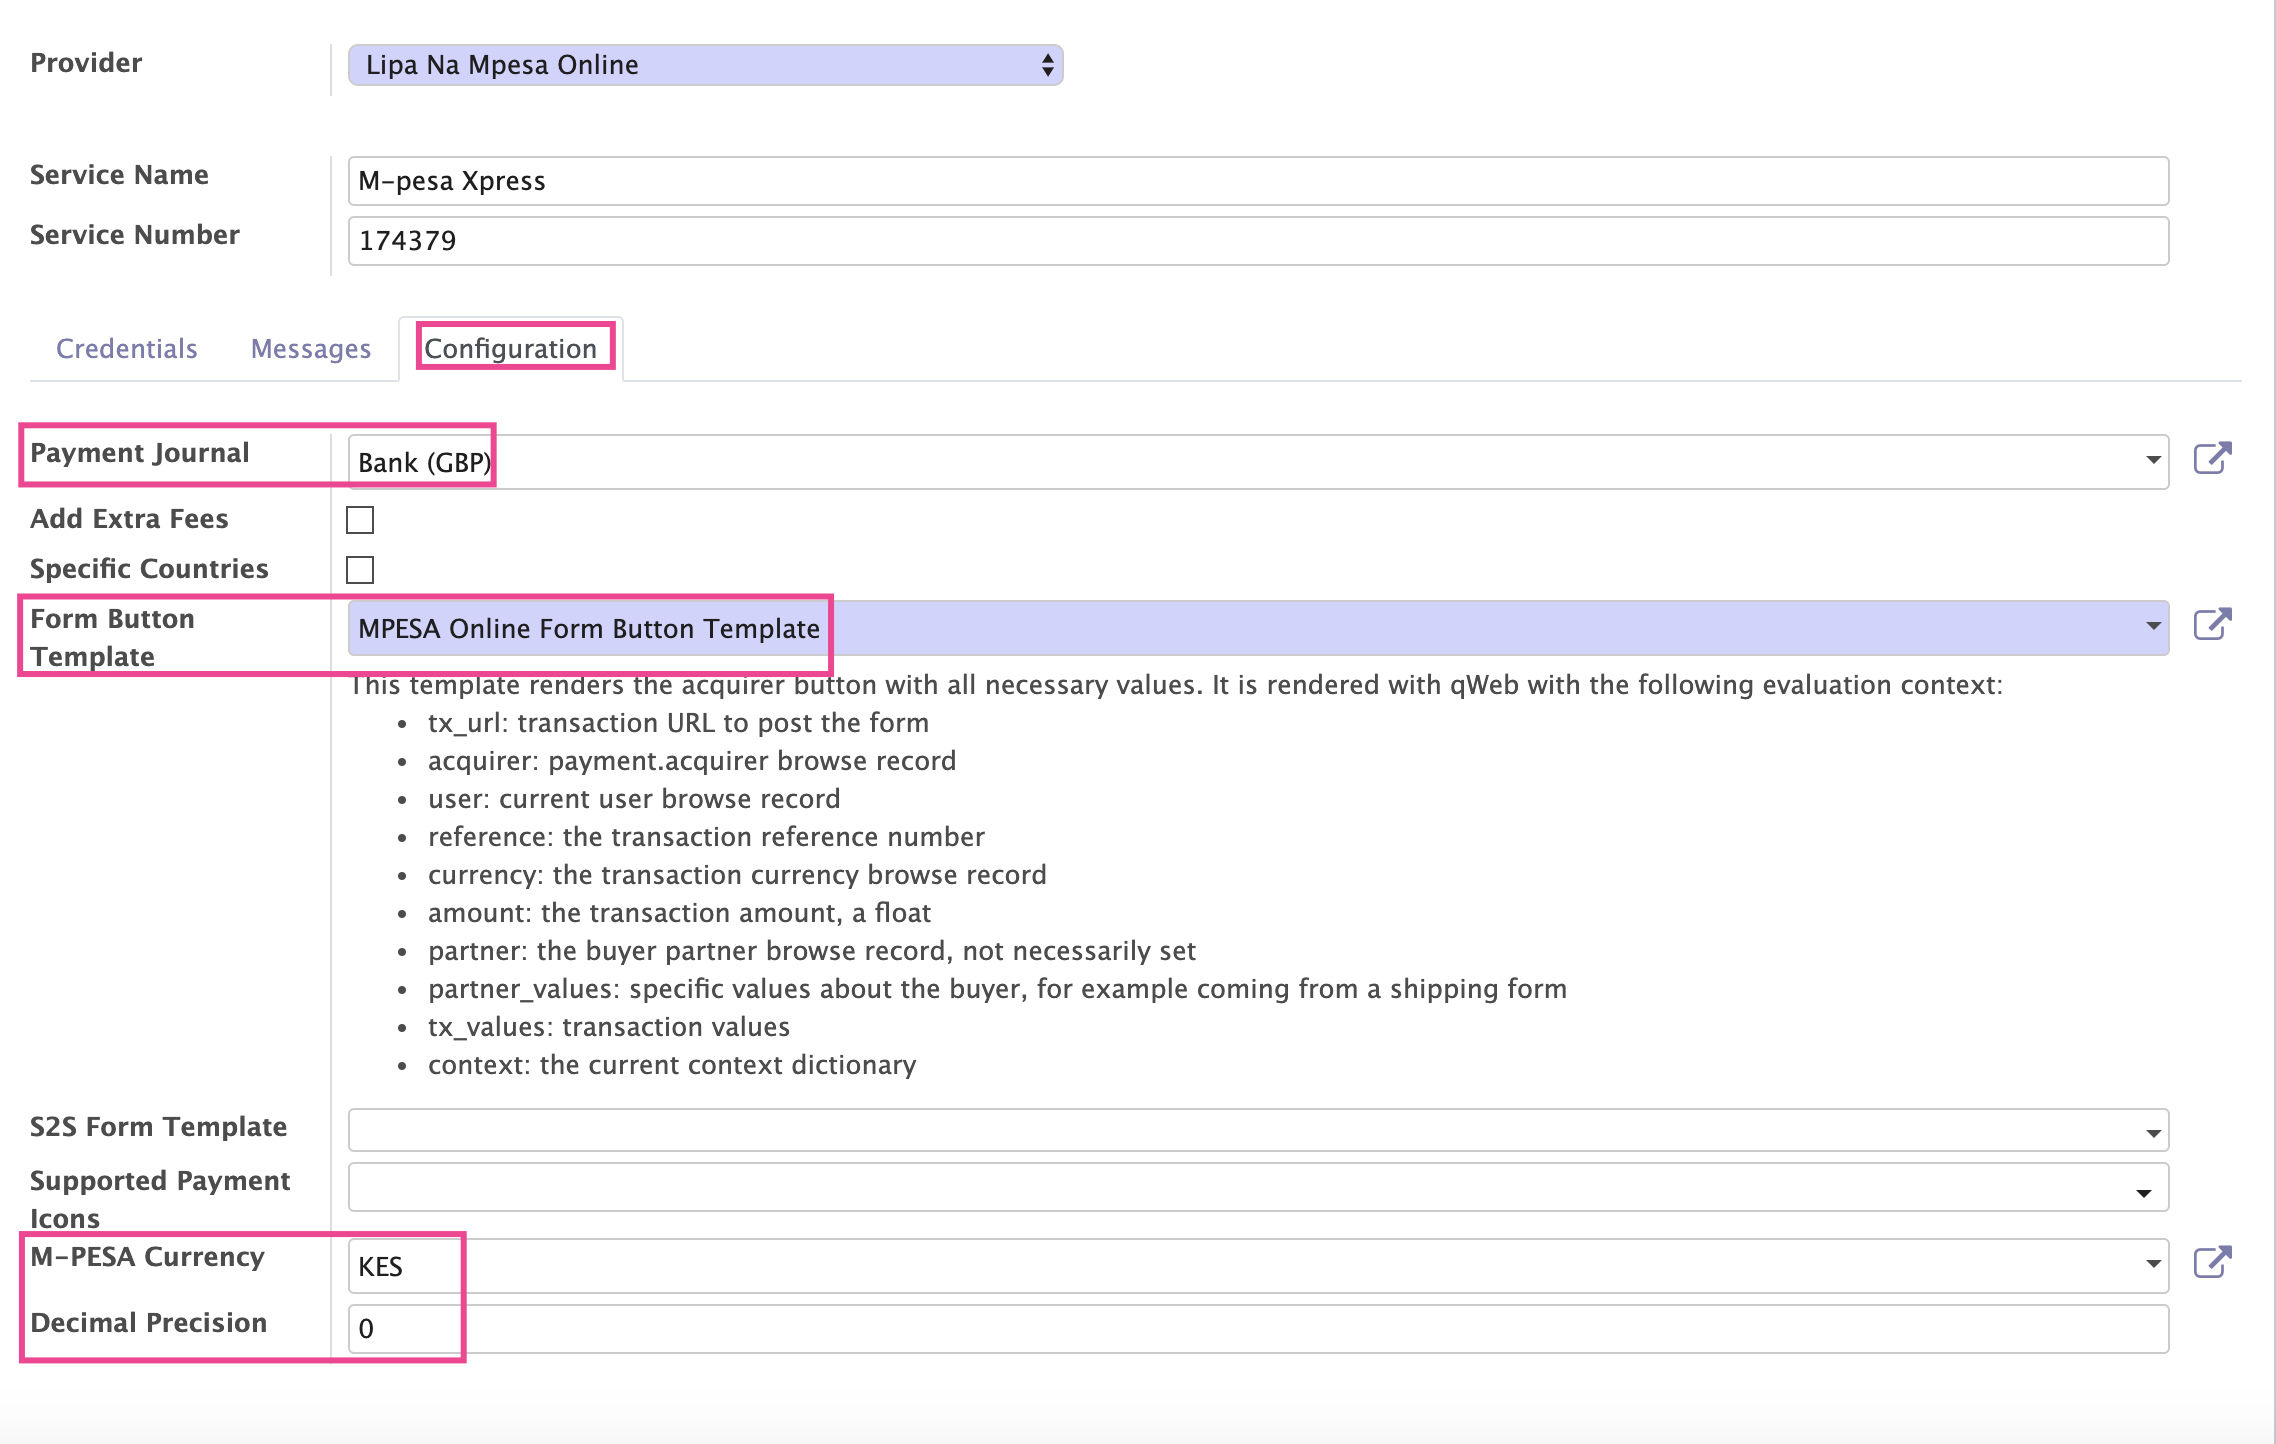 Provider
Lipa Na Mpesa Online
Service Name
M-pesa Xpress
Service Number
174379
Credentials
Messages
Configuration
Payment Journal
Bank (GBP)
Add Extra Fees
Specific Countries
Form Button
Template
MPESA Online Form Button Template
This template renders the acquirer button with all necessary values. It is rendered with qWeb with the following evaluation context:
• tx_url: transaction URL to post the form
• acquirer: payment.acquirer browse record
• user: current user browse record
• reference: the transaction reference number
• currency: the transaction currency browse record
• amount: the transaction amount, a float
• partner: the buyer partner browse record, not necessarily set
• partner_values: specific values about the buyer, for example coming from a shipping form
• tx_values: transaction values
• context: the current context dictionary
S2S Form Template
Supported Payment
Icons
M-PESA Currency
KES
Decimal Precision
0